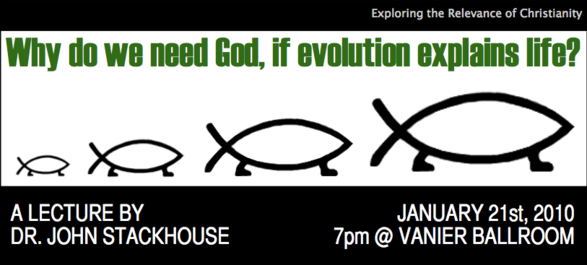 Exploring the Relevance of Christianity
Why do we need God, if evolution explains life?
A LECTURE BY
DR. JOHN STACKHOUSE
JANUARY 21st, 2010
7pm @ VANIER BALLROOM